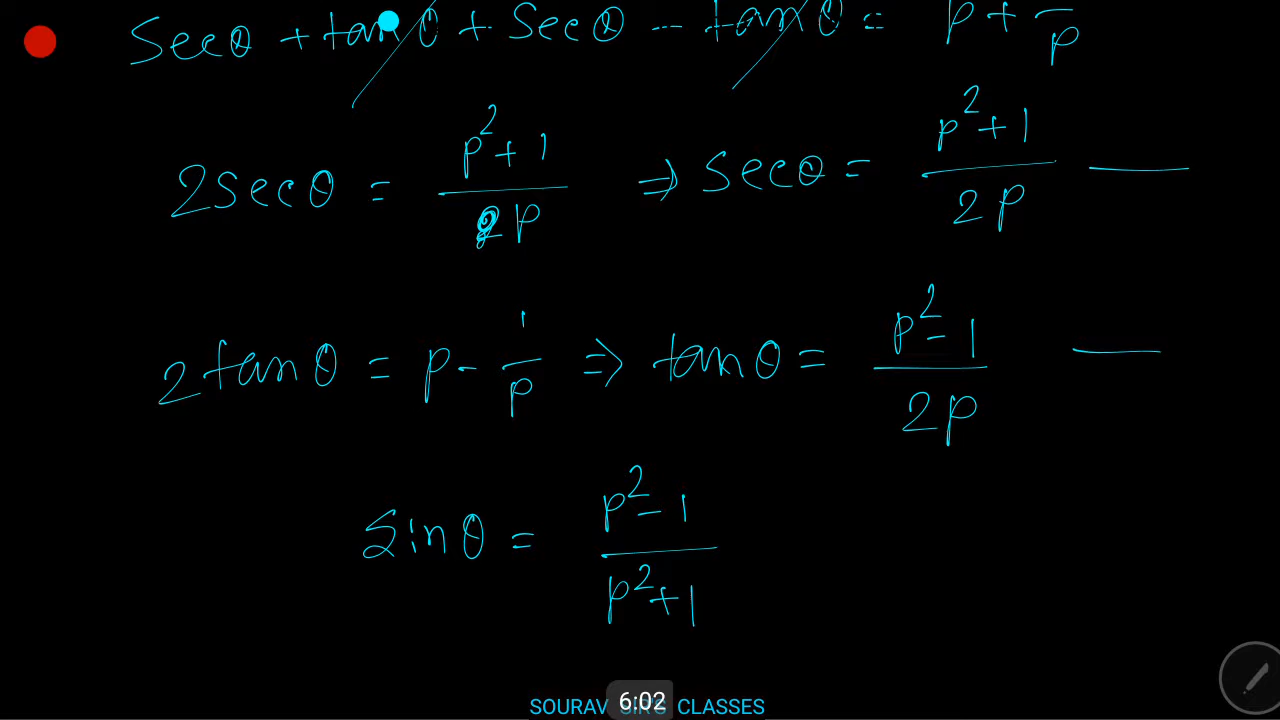 secθ + tanθ + secθ - tanθ = p + 1/p
2secθ = (p²+1)/p ⇒ secθ = (p²+1)/2p
2tanθ = p - 1/p ⇒ tanθ = (p²-1)/2p
sinθ = (p²-1)/(p²+1)
SOURAV SIR'S CLASSES
6:02